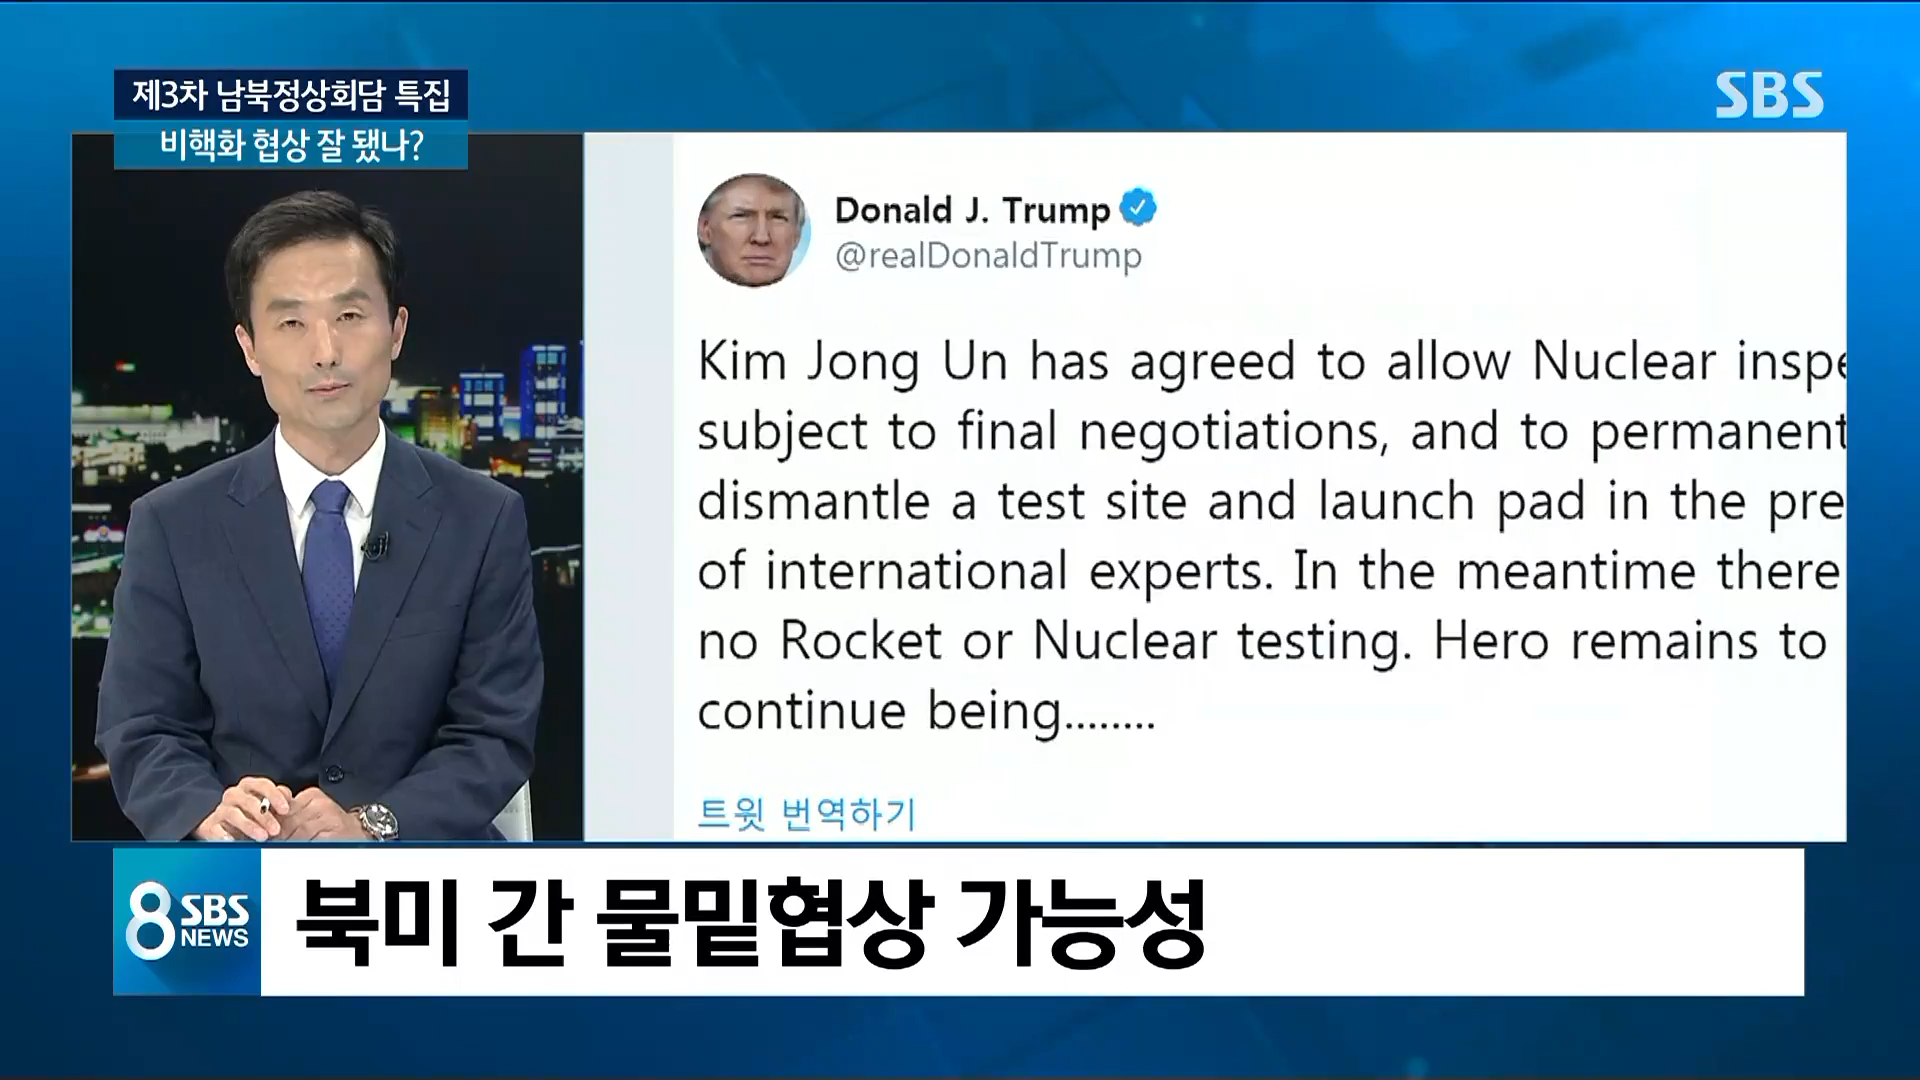 제3차 남북정상회담 특집
SBS
비핵화 협상 잘 됐나?
Donald J. Trump
@realDonaldTrump
Kim Jong Un has agreed to allow Nuclear inspe
subject to final negotiations, and to permanent
dismantle a test site and launch pad in the pre
of international experts. In the meantime there
no Rocket or Nuclear testing. Hero remains to
continue being........
트윗 번역하기
8 SBS NEWS
북미 간 물밑협상 가능성